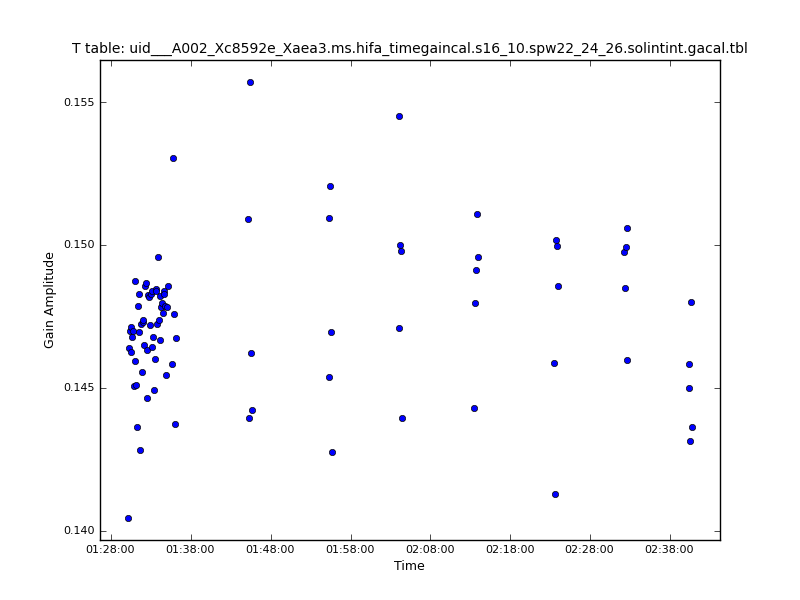 T table: uid___A002_Xc8592e_Xaea3.ms.hifa_timegaincal.s16_10.spw22_24_26.solintint.gacal.tbl
0.155
0.150
0.145
0.140
Gain Amplitude
01:28:00 01:38:00 01:48:00 01:58:00 02:08:00 02:18:00 02:28:00 02:38:00
Time